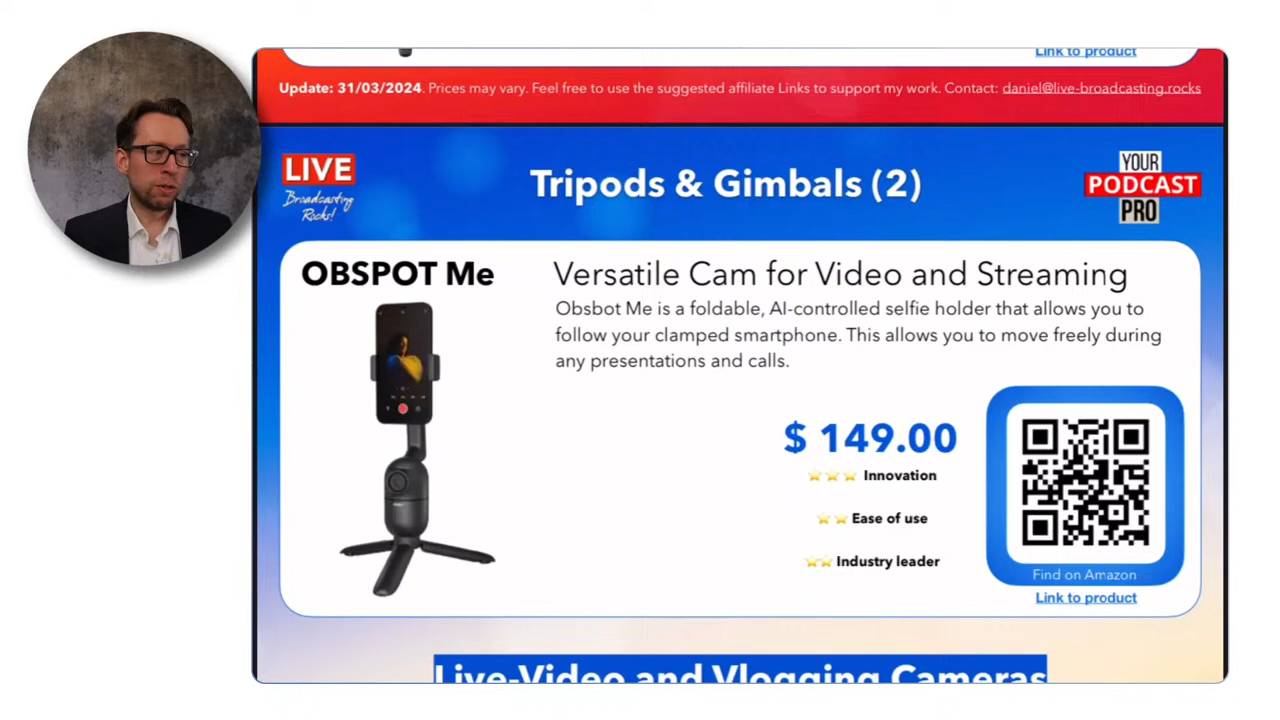 Link to product
Update: 31/03/2024. Prices may vary. Feel free to use the suggested affiliate Links to support my work. Contact: daniel@live-broadcasting.rocks
LIVE
Broadcasting
Rocks!
Tripods & Gimbals (2)
YOUR
PODCAST
PRO
OBSPOT Me
Versatile Cam for Video and Streaming
Obsbot Me is a foldable, AI-controlled selfie holder that allows you to
follow your clamped smartphone. This allows you to move freely during
any presentations and calls.
$ 149.00
⭐⭐⭐ Innovation
⭐⭐ Ease of use
⭐⭐ Industry leader
Find on Amazon
Link to product
Live-Video and Vlogging Cameras